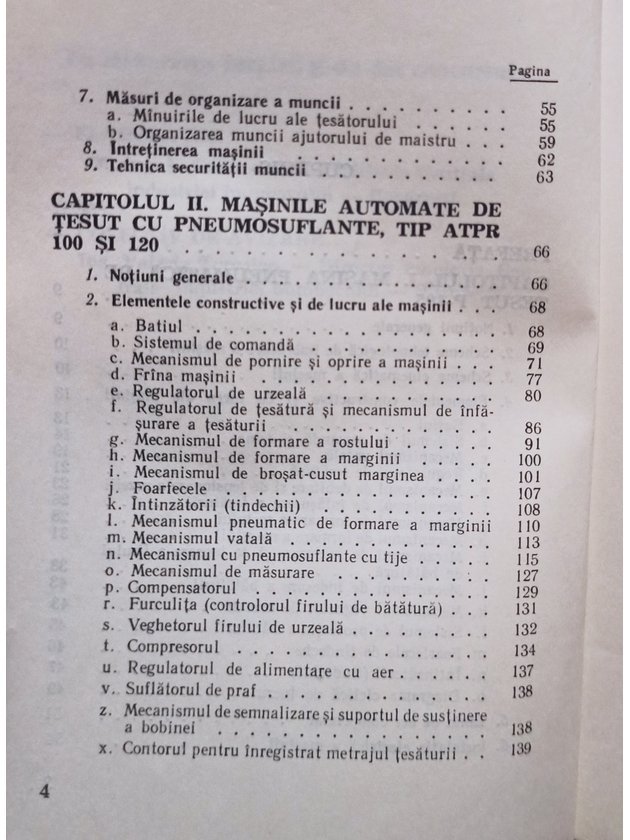 Pagina
7. Măsuri de organizare a muncii . . . . . . . . . . 55
a. Mînuirile de lucru ale țesătorului . . . . . . 55
b. Organizarea muncii ajutorului de maistru . . . 59
8. Întreținerea mașinii . . . . . . . . . . . . . 62
9. Tehnica securității muncii . . . . . . . . . . . 63
CAPITOLUL II. MAȘINILE AUTOMATE DE
ȚESUT CU PNEUMOSUFLANTE, TIP ATPR
100 ȘI 120 . . . . . . . . . . . . . . . . . 66
1. Noțiuni generale . . . . . . . . . . . . . . . 66
2. Elementele constructive și de lucru ale mașinii . . . 68
a. Batiul . . . . . . . . . . . . . . . . . . 68
b. Sistemul de comandă . . . . . . . . . . . . 69
c. Mecanismul de pornire și oprire a mașinii . . . 71
d. Frîna mașinii . . . . . . . . . . . . . . 77
e. Regulatorul de urzeală . . . . . . . . . . . 80
f. Regulatorul de țesătură și mecanismul de înfă-
șurare a țesăturii . . . . . . . . . . . . 86
g. Mecanismul de formare a rostului . . . . . . 91
h. Mecanismul de formare a marginii . . . . . . 100
i. Mecanismul de broșat-cusut marginea . . . . 101
j. Foarfecele . . . . . . . . . . . . . . . . 107
k. Întinzătorii (tindechii) . . . . . . . . . . 108
l. Mecanismul pneumatic de formare a marginii 110
m. Mecanismul vatală . . . . . . . . . . . . . 113
n. Mecanismul cu pneumosuflante cu tije . . . . . 115
o. Mecanismul de măsurare . . . . . . . . . . 127
p. Compensatorul . . . . . . . . . . . . . . 129
r. Furculița (controlorul firului de bătătură) . . . 131
s. Veghetorul firului de urzeală . . . . . . . . . 132
t. Compresorul . . . . . . . . . . . . . . . 134
u. Regulatorul de alimentare cu aer . . . . . . . 137
v. Suflătorul de praf . . . . . . . . . . . . . 138
z. Mecanismul de semnalizare și suportul de susținere
a bobinei . . . . . . . . . . . . . . . . 138
x. Contorul pentru înregistrat metrajul țesăturii . . 139
4